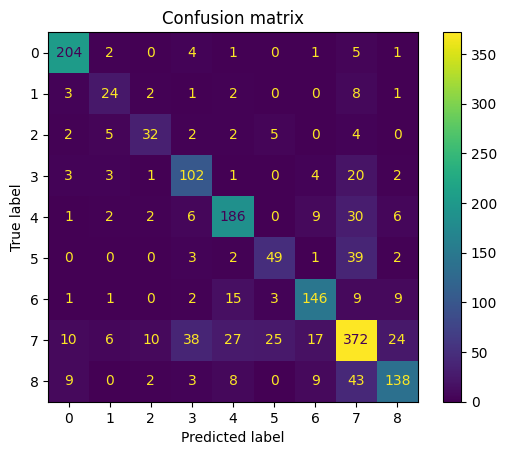 Confusion matrix
0 204 2 0 4 1 0 1 5 1
1 3 24 2 1 2 0 0 8 1
2 2 5 32 2 2 5 0 4 0
3 3 3 1 102 1 0 4 20 2
4 1 2 2 6 186 0 9 30 6
5 0 0 0 3 2 49 1 39 2
6 1 1 0 2 15 3 146 9 9
7 10 6 10 38 27 25 17 372 24
8 9 0 2 3 8 0 9 43 138
0 1 2 3 4 5 6 7 8
Predicted label
True label
350
300
250
200
150
100
50
0